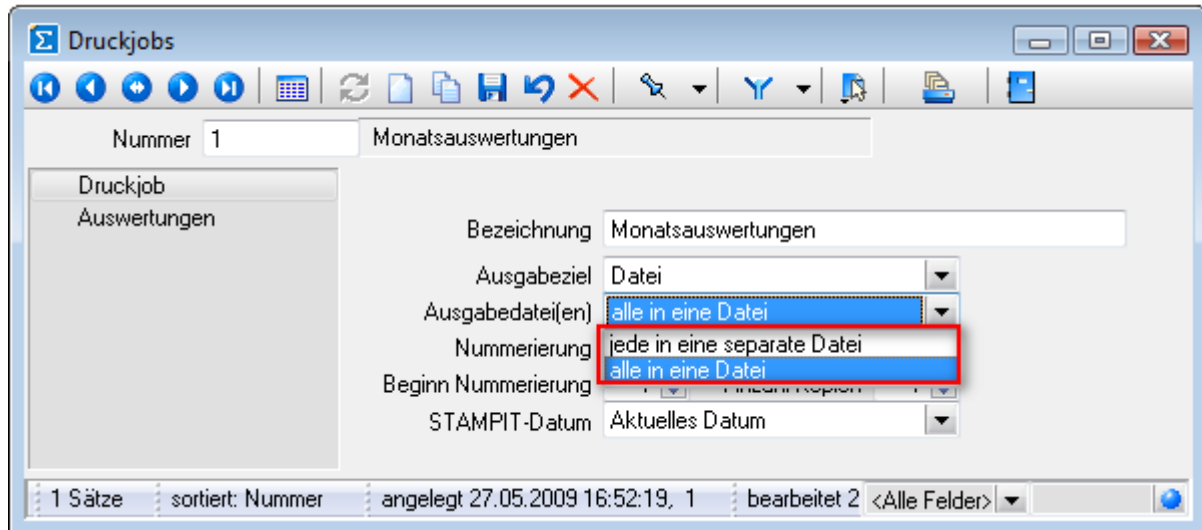 Druckjobs
Nummer 1 Monatsauswertungen
Druckjob
Auswertungen
Bezeichnung Monatsauswertungen
Ausgabeziel Datei
Ausgabedatei(en) alle in eine Datei
Nummerierung jede in eine separate Datei
alle in eine Datei
Beginn Nummerierung
STAMPIT-Datum Aktuelles Datum
1 Sätze sortiert: Nummer angelegt 27.05.2009 16:52:19, 1 bearbeitet 2 <Alle Felder>